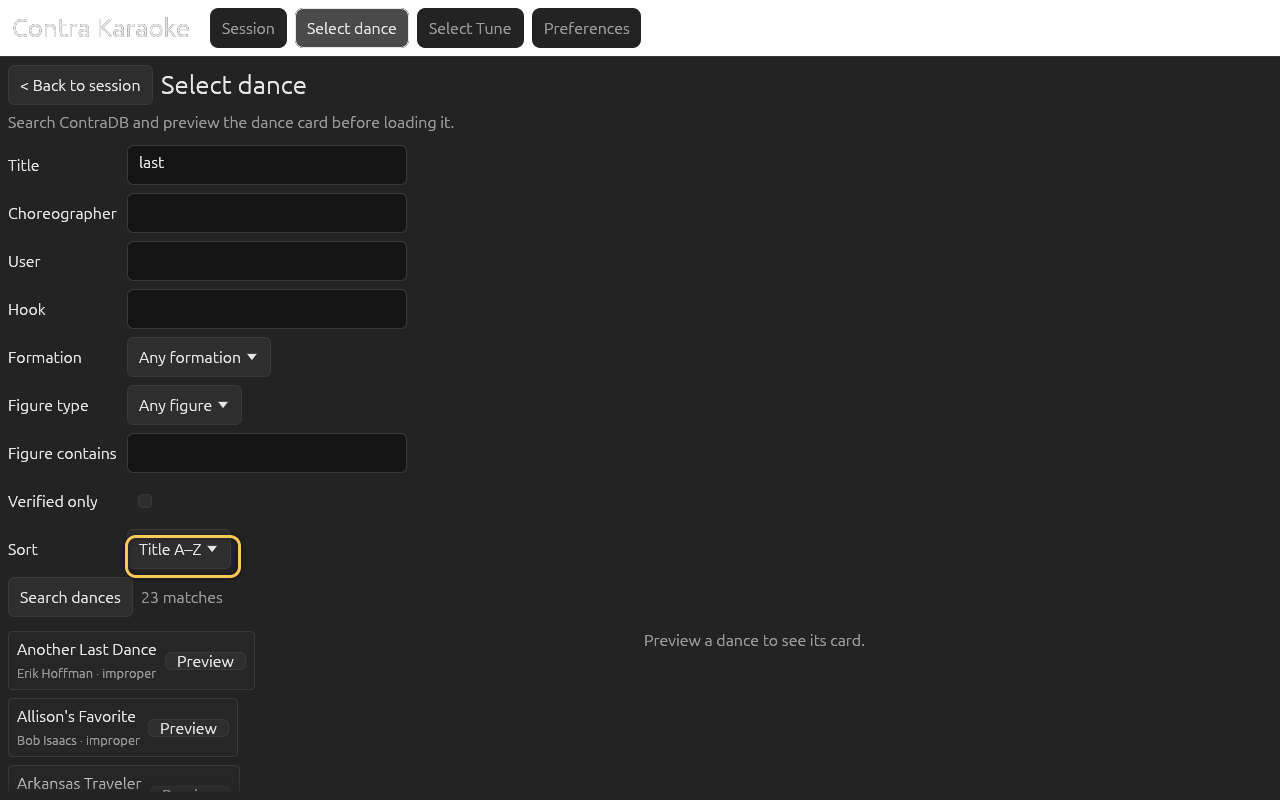 Contra Karaoke Session Select dance Select Tune Preferences
< Back to session Select dance
Search ContraDB and preview the dance card before loading it.
Title last
Choreographer
User
Hook
Formation Any formation
Figure type Any figure
Figure contains
Verified only
Sort Title A–Z
Search dances 23 matches
Another Last Dance
Erik Hoffman · improper
Preview
Preview a dance to see its card.
Allison's Favorite
Bob Isaacs · improper
Preview
Arkansas Traveler
Preview